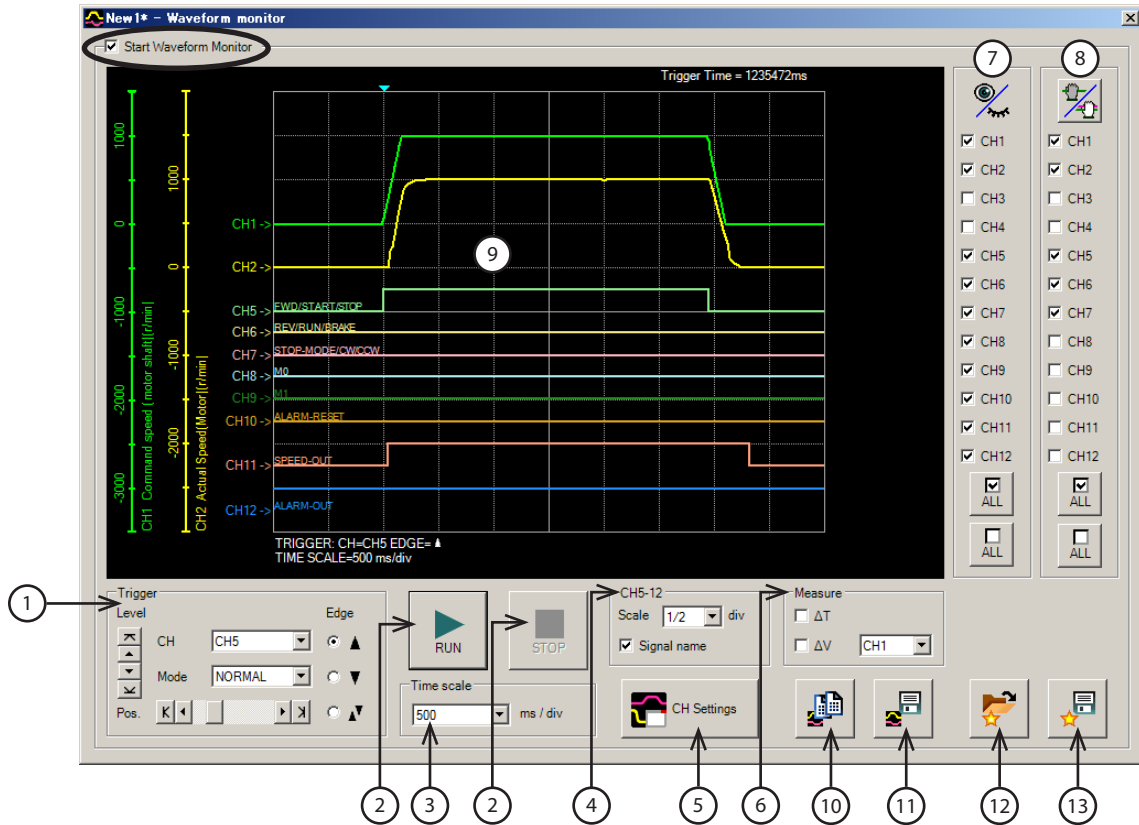 New1* - Waveform monitor
Start Waveform Monitor
Trigger Time = 1235472ms
1000
0
-1000
-2000
-3000
CH1 Command speed (motor shaft)[r/min]
1000
0
-1000
-2000
CH2 Actual Speed(Motor)[r/min]
CH1 ->
CH2 ->
9
CH5 ->
FWD/START/STOP
CH6 ->
REV/RUN/BRAKE
CH7 ->
STOP-MODE/CW/CCW
CH8 ->
M0
CH9 ->
M1
CH10 ->
ALARM-RESET
CH11 ->
SPEED-OUT
CH12 ->
ALARM-OUT
TRIGGER: CH=CH5 EDGE=
TIME SCALE=500 ms/div
7
CH1
CH2
CH3
CH4
CH5
CH6
CH7
CH8
CH9
CH10
CH11
CH12
ALL
ALL
8
CH1
CH2
CH3
CH4
CH5
CH6
CH7
CH8
CH9
CH10
CH11
CH12
ALL
ALL
1
Trigger
Level
Edge
CH
CH5
Mode
NORMAL
Pos.
RUN
STOP
Time scale
500
ms / div
CH5-12
Scale
1/2
div
Signal name
CH Settings
Measure
ΔT
ΔV
CH1
2
3
2
4
5
6
10
11
12
13